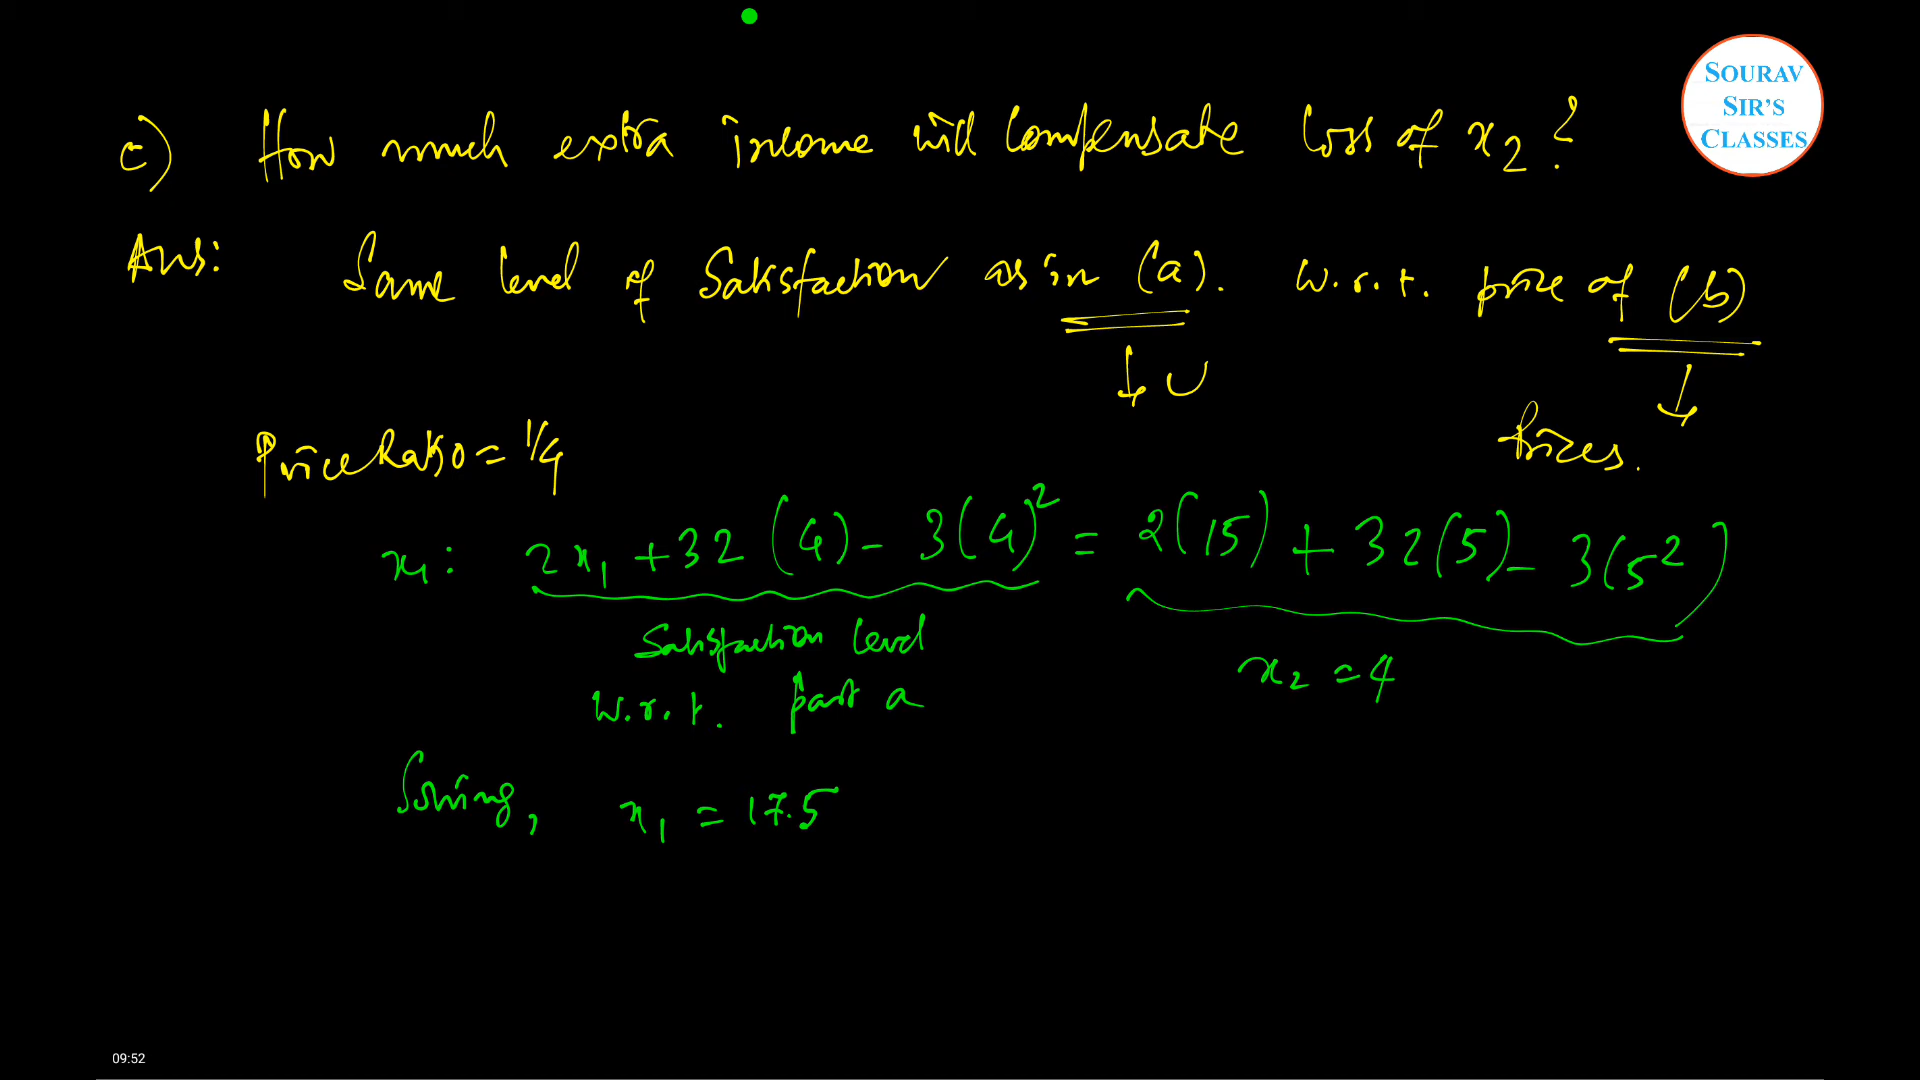 SOURAV
SIR'S
CLASSES
c) How much extra income will compensate loss of x₂ ?
Ans: Same level of Satisfaction as in (a). w.r.t. price of (b)
↓ U
↓
Prices.
Price Ratio = 1/4
x₁: 2x₁ + 32 (4) - 3(4)² = 2(15) + 32(5) - 3(5²)
Satisfaction level
w.r.t. part a
x₂ = 4
Solving, x₁ = 17.5
09:52